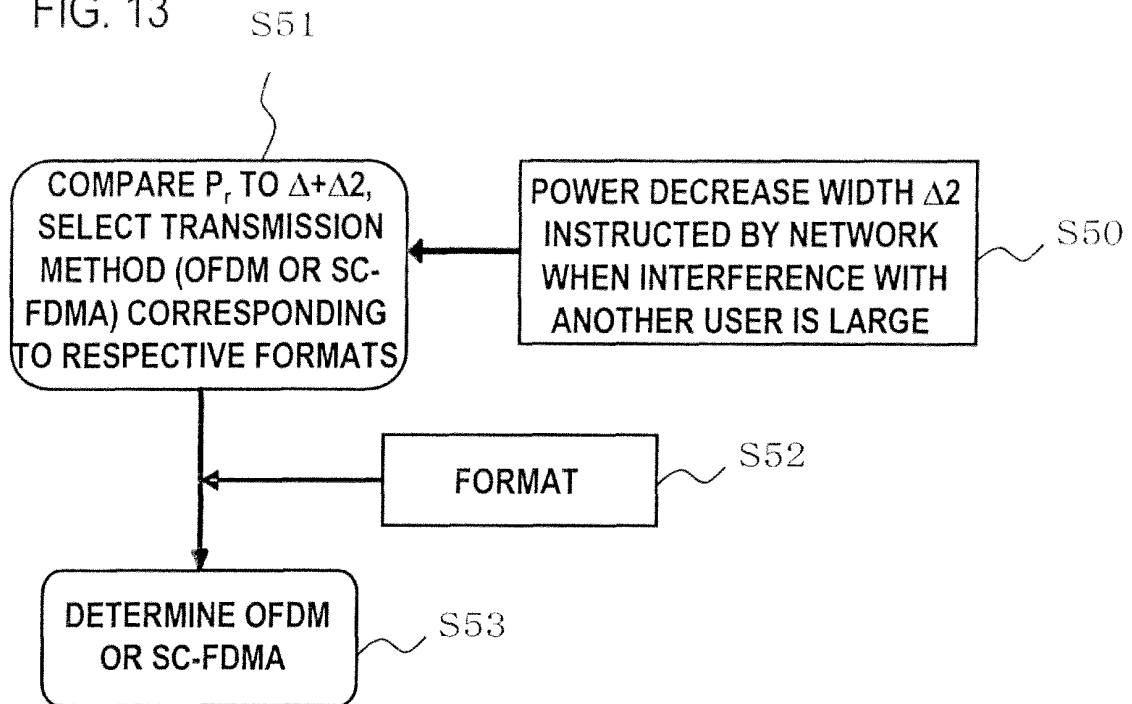 FIG. 13
S51
COMPARE Pr TO Δ+Δ2,
SELECT TRANSMISSION
METHOD (OFDM OR SC-
FDMA) CORRESPONDING
TO RESPECTIVE FORMATS
POWER DECREASE WIDTH Δ2
INSTRUCTED BY NETWORK
WHEN INTERFERENCE WITH
ANOTHER USER IS LARGE
S50
FORMAT
S52
DETERMINE OFDM
OR SC-FDMA
S53